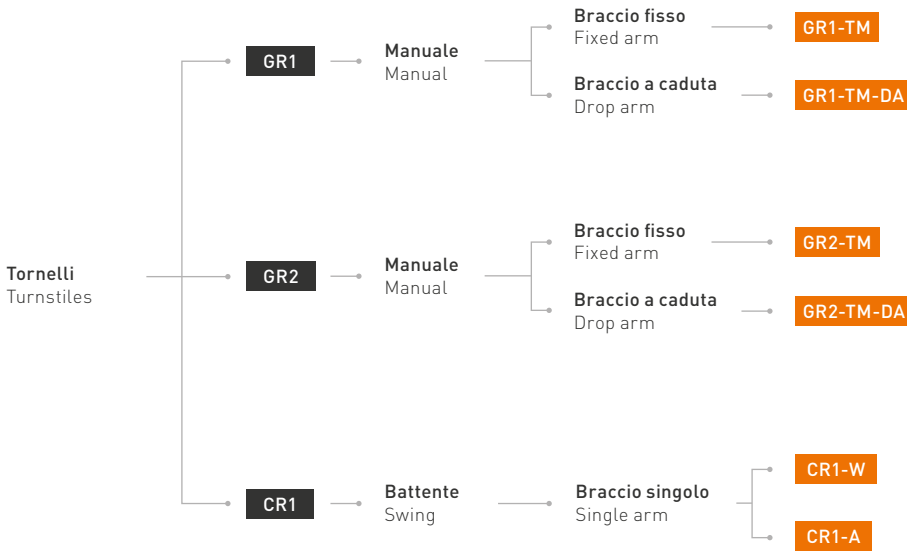 Tornelli
Turnstiles
GR1
Manuale
Manual
Braccio fisso
Fixed arm
GR1-TM
Braccio a caduta
Drop arm
GR1-TM-DA
GR2
Manuale
Manual
Braccio fisso
Fixed arm
GR2-TM
Braccio a caduta
Drop arm
GR2-TM-DA
CR1
Battente
Swing
Braccio singolo
Single arm
CR1-W
CR1-A